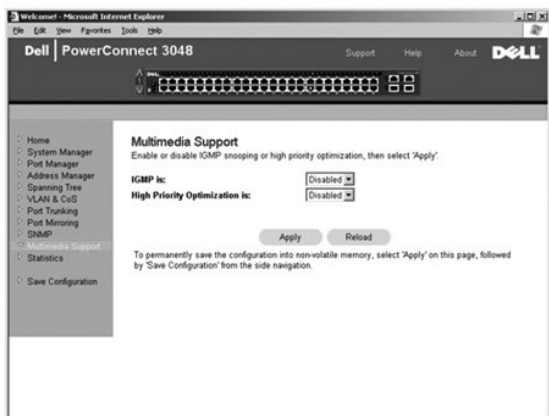 Welcome! - Microsoft Internet Explorer
File Edit View Favorites Tools Help
Dell PowerConnect 3048
Support Help About DELL
Home
System Manager
Port Manager
Address Manager
Spanning Tree
VLAN & CoS
Port Trunking
Port Mirroring
SNMP
Multimedia Support
Statistics
Save Configuration
Multimedia Support
Enable or disable IGMP snooping or high priority optimization, then select 'Apply'.
IGMP is: Disabled
High Priority Optimization is: Disabled
Apply Reload
To permanently save the configuration into non-volatile memory, select 'Apply' on this page, followed
by 'Save Configuration' from the side navigation.